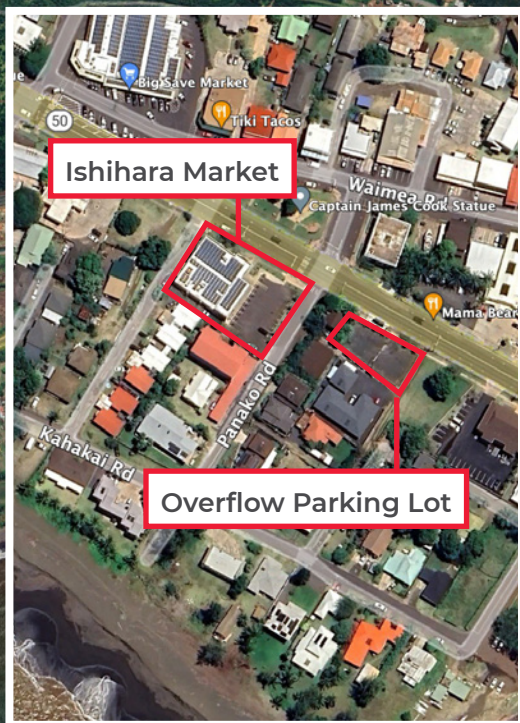 Big Save Market
50
Tiki Tacos
Ishihara Market
Waimea
Captain James Cook Statue
Mama Bear
Panako Rd
Kahakai Rd
Overflow Parking Lot